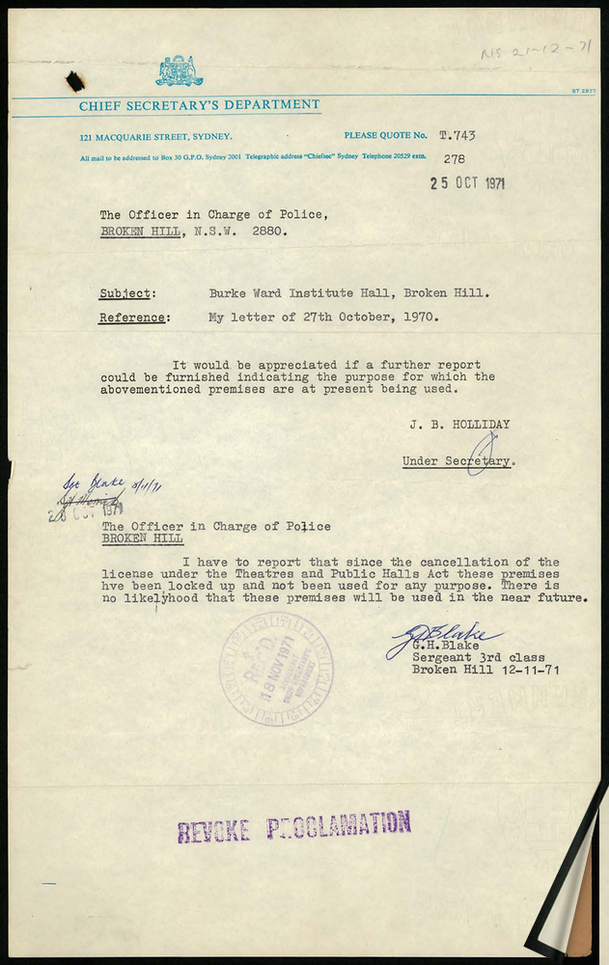 21-12-71
ST 2977
CHIEF SECRETARY'S DEPARTMENT
121 MACQUARIE STREET, SYDNEY.
PLEASE QUOTE No. T.743
All mail to be addressed to Box 30 G.P.O. Sydney 2001 Telegraphic address "Chiefsec" Sydney Telephone 20529 extn. 278
25 OCT 1971
The Officer in Charge of Police,
BROKEN HILL, N.S.W. 2880.
Subject: Burke Ward Institute Hall, Broken Hill.
Reference: My letter of 27th October, 1970.
It would be appreciated if a further report
could be furnished indicating the purpose for which the
abovementioned premises are at present being used.
J. B. HOLLIDAY
Under Secretary.
Sgt Blake 8/11/71
OCT 1971
The Officer in Charge of Police
BROKEN HILL
I have to report that since the cancellation of the
license under the Theatres and Public Halls Act these premises
hve been locked up and not been used for any purpose. There is
no likelyhood that these premises will be used in the near future.
GHBlake
G.H.Blake
Sergeant 3rd class
Broken Hill 12-11-71
REC'D.
18 NOV 1971
CHIEF SECRETARY'S
DEPARTMENT
REVOKE PROCLAMATION